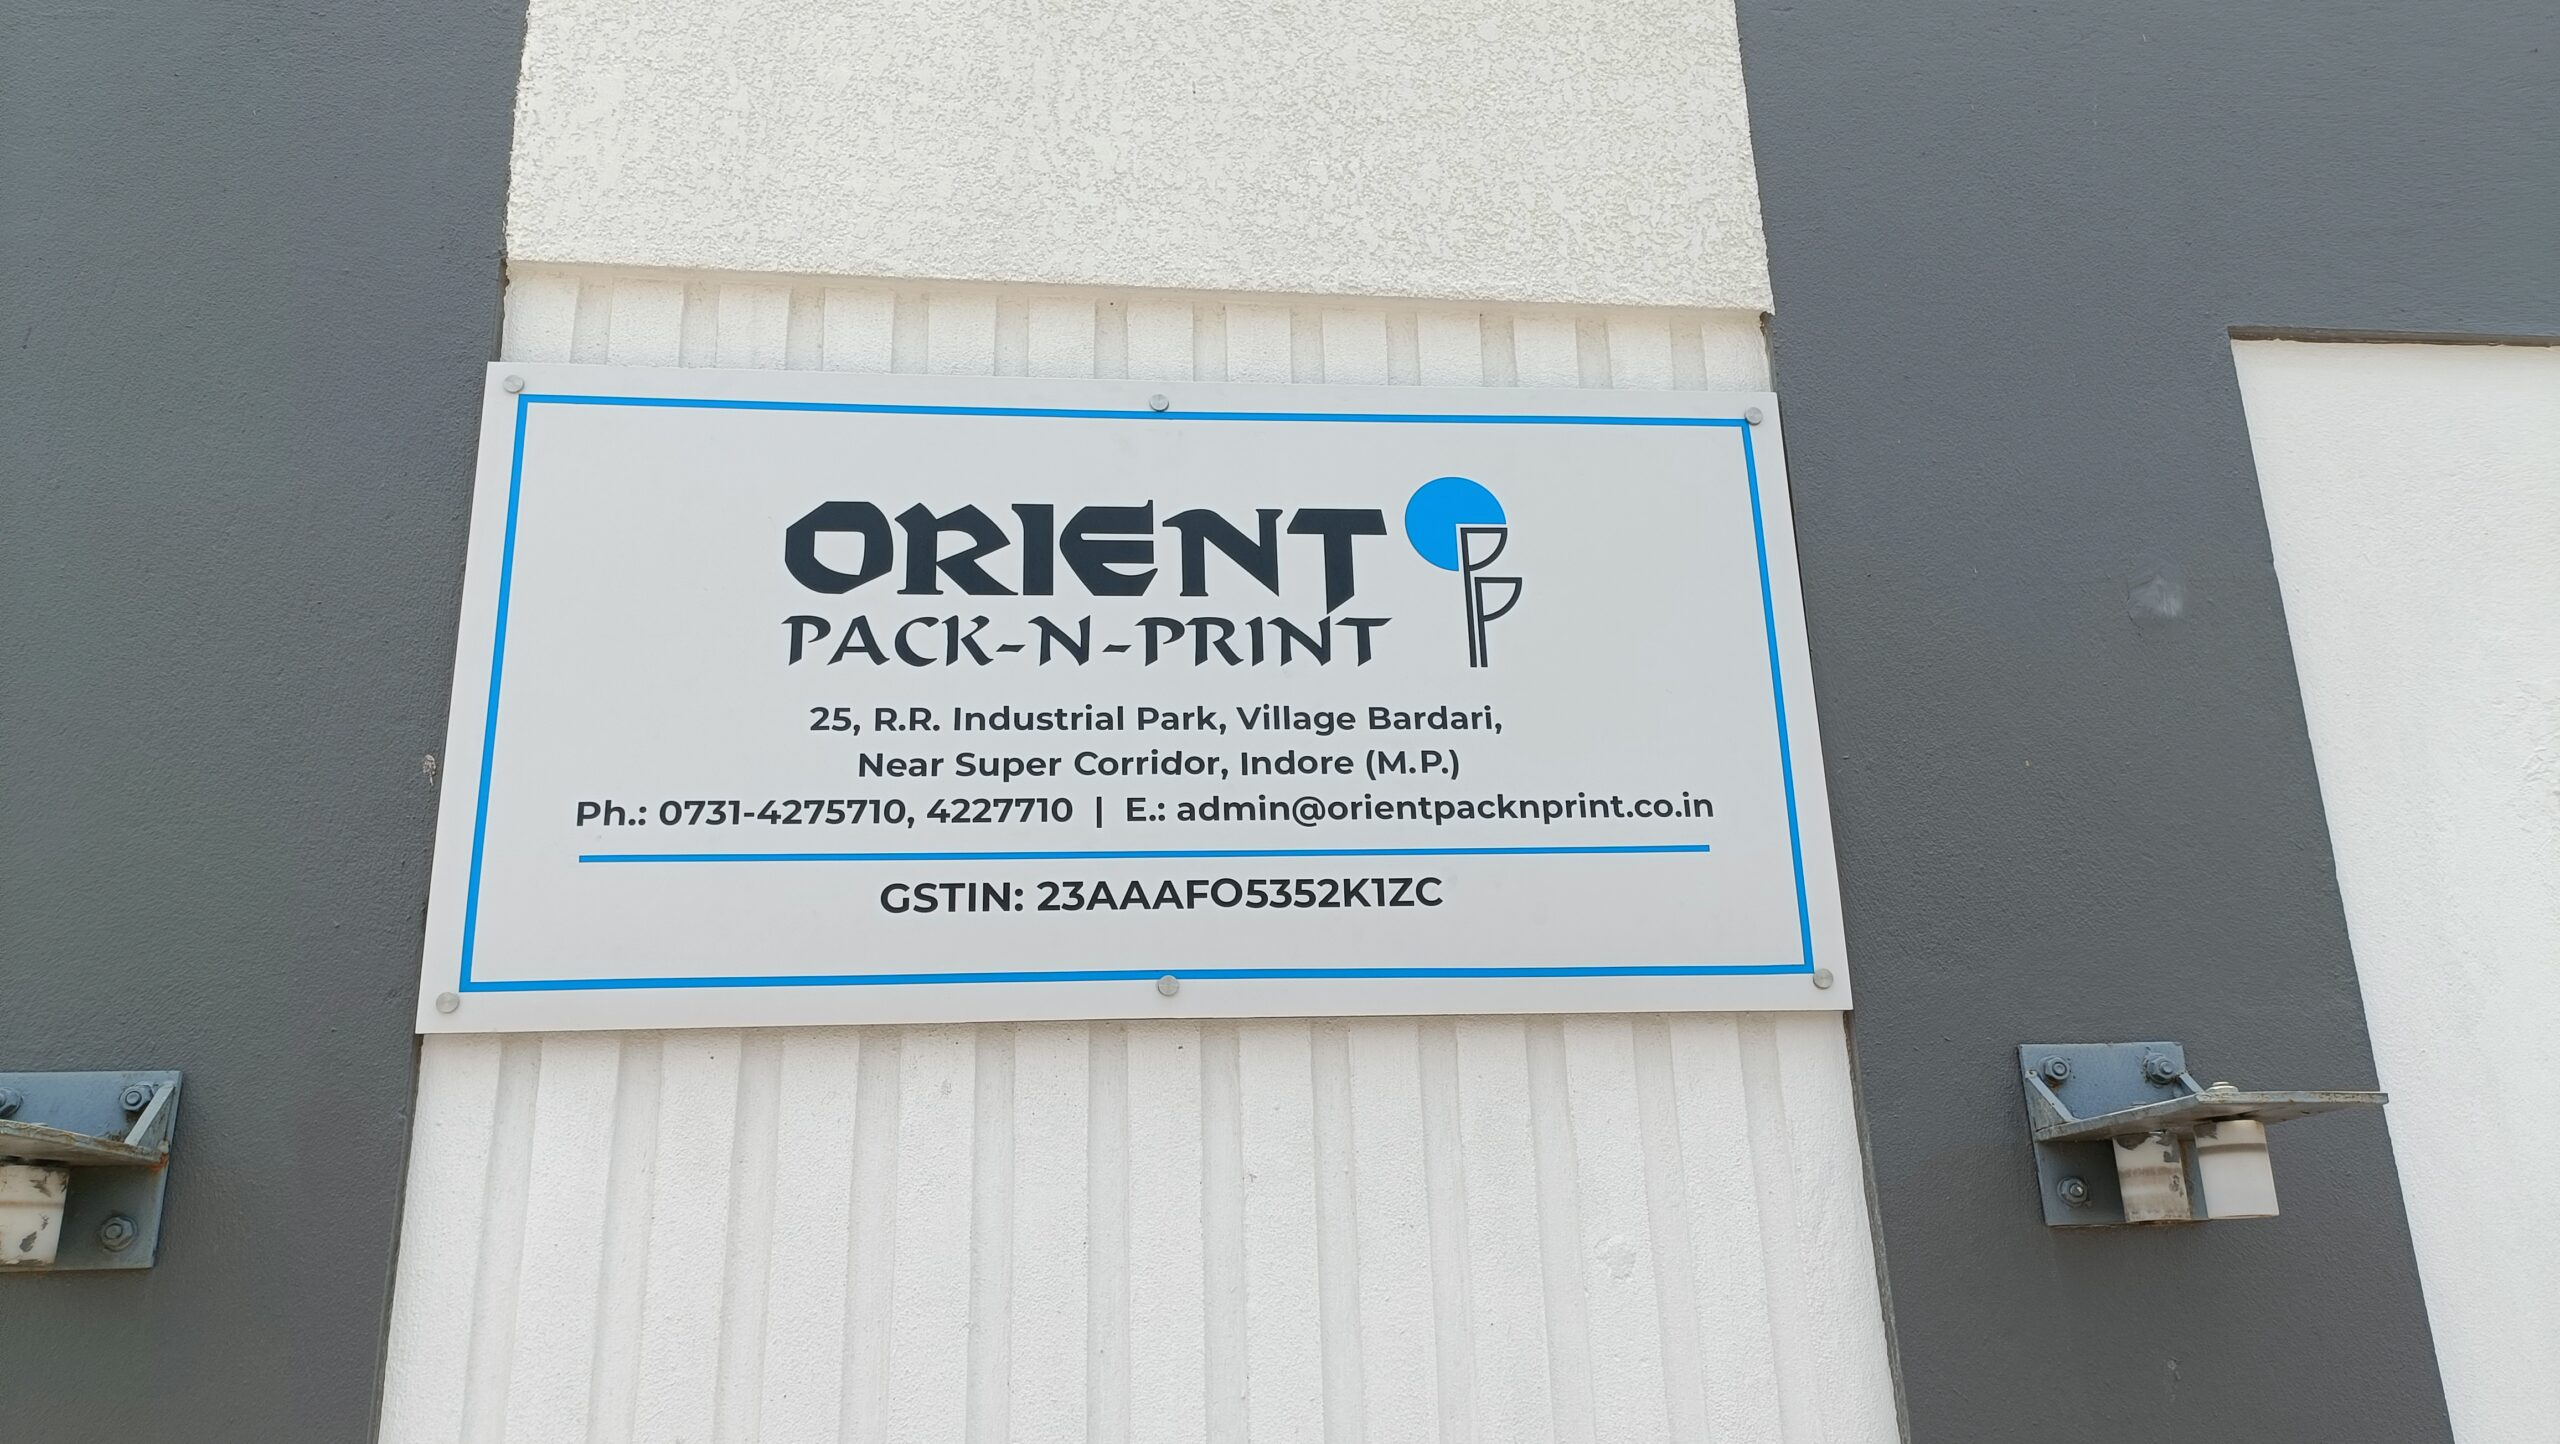 ORIENT
PACK-N-PRINT
PP
25, R.R. Industrial Park, Village Bardari,
Near Super Corridor, Indore (M.P.)
Ph.: 0731-4275710, 4227710 | E.: admin@orientpacknprint.co.in
GSTIN: 23AAAFO5352K1ZC